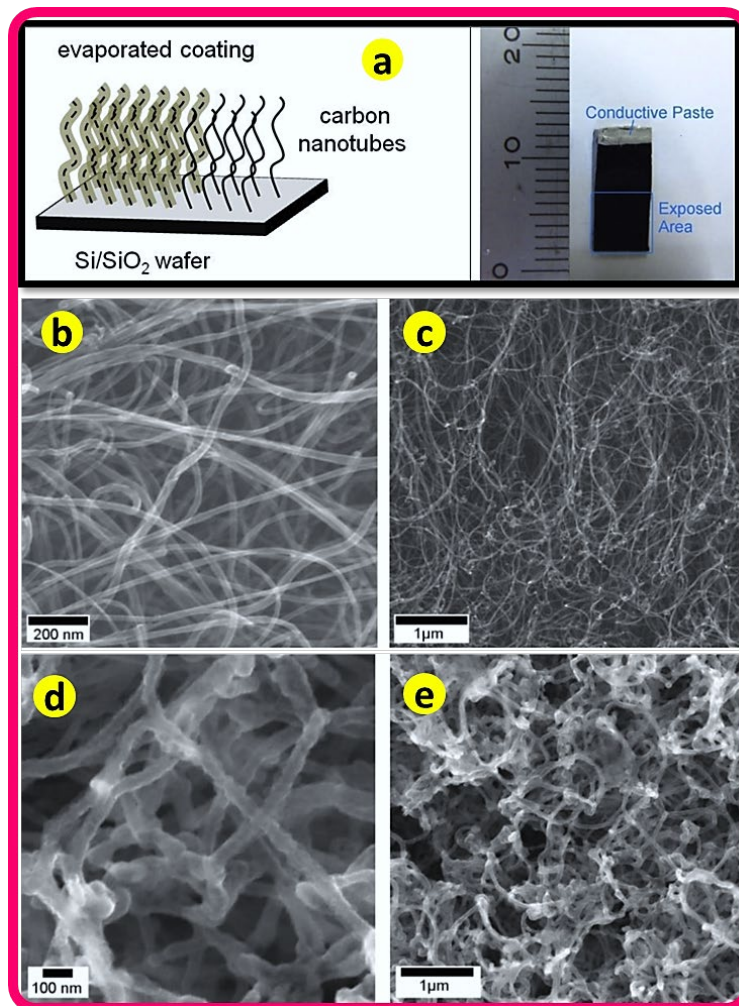 evaporated coating
a
carbon
nanotubes
Si/SiO₂ wafer
20
10
0
Conductive Paste
Exposed
Area
b
200 nm
c
1μm
d
100 nm
e
1μm